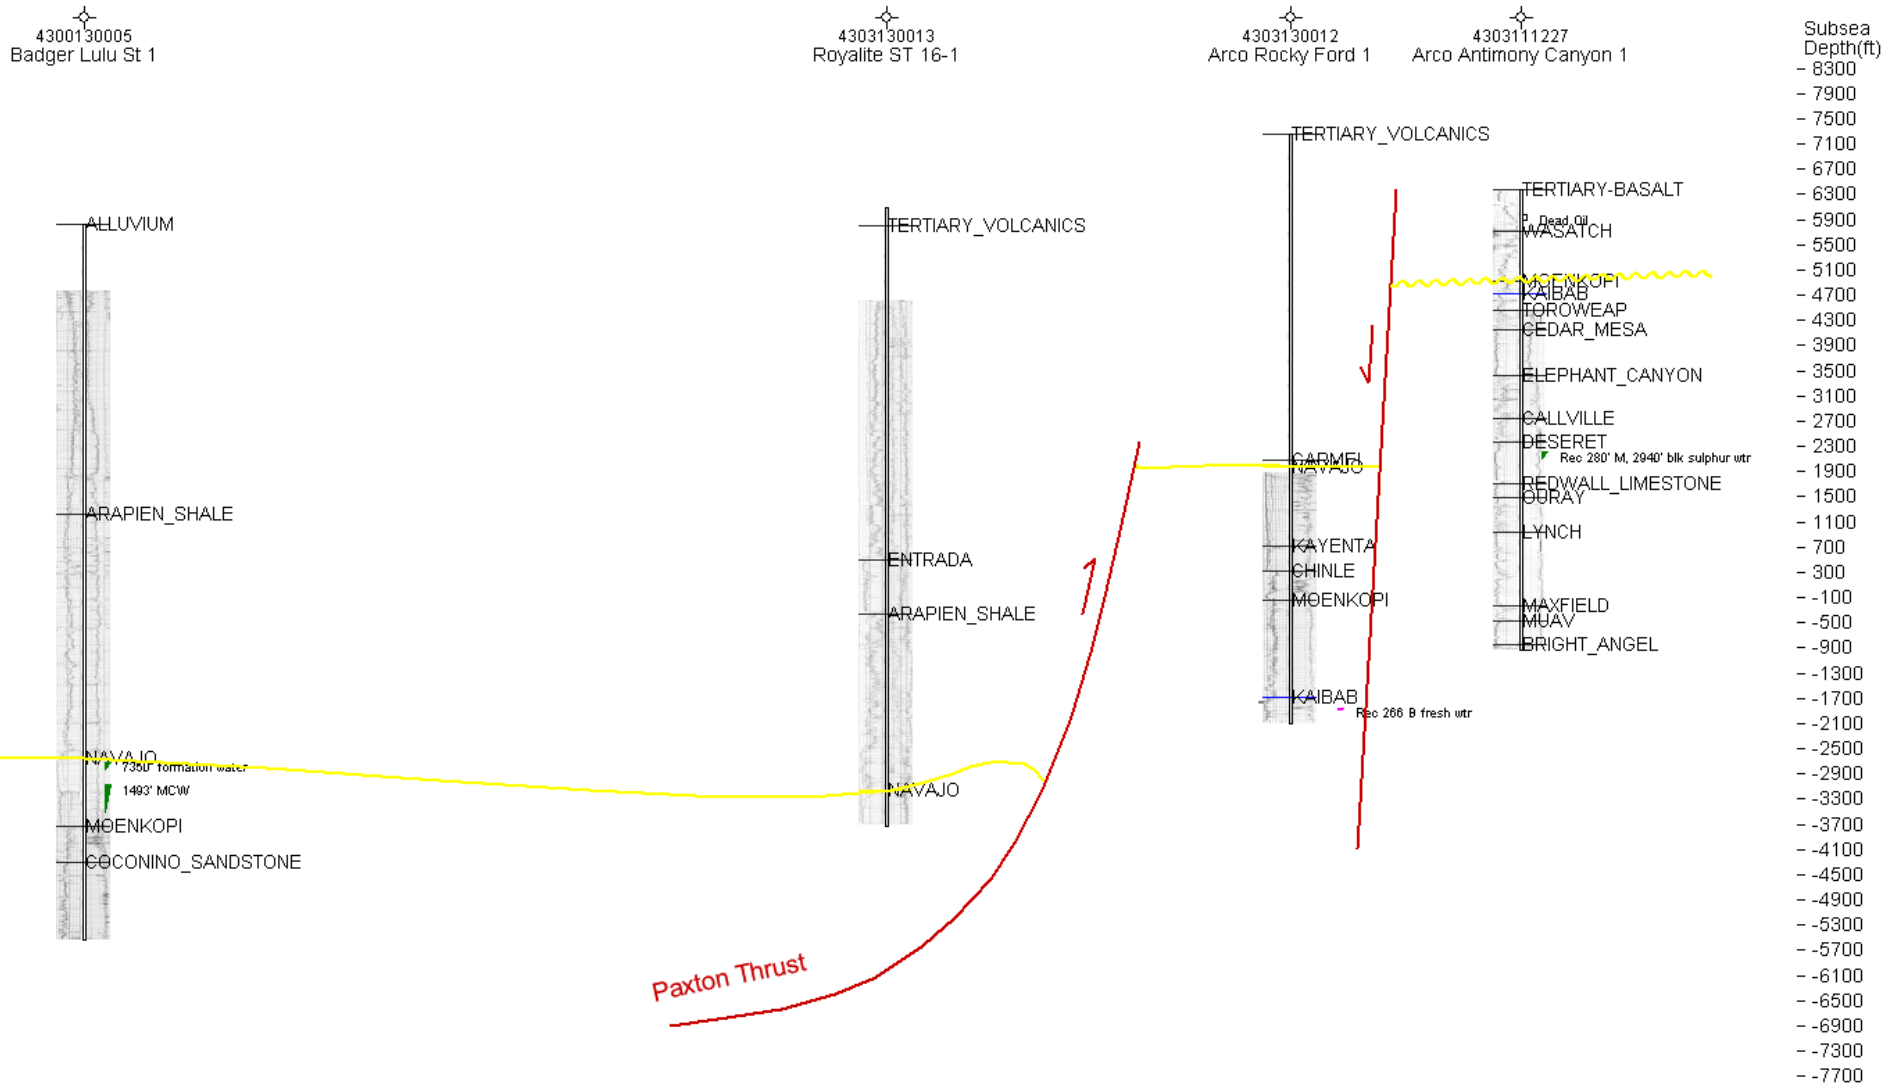 4300130005
Badger Lulu St 1
4303130013
Royalite ST 16-1
4303130012
Arco Rocky Ford 1
4303111227
Arco Antimony Canyon 1
Subsea
Depth(ft)
ALLUVIUM
ARAPIEN_SHALE
NAVAJO
7350' formation water
1493' MCW
MOENKOPI
COCONINO_SANDSTONE
TERTIARY_VOLCANICS
ENTRADA
ARAPIEN_SHALE
NAVAJO
Paxton Thrust
TERTIARY_VOLCANICS
CARMEL
NAVAJO
KAYENTA
CHINLE
MOENKOPI
KAIBAB
Rec 266 B fresh wtr
TERTIARY-BASALT
Dead Oil
WASATCH
MOENKOPI
KAIBAB
TOROWEAP
CEDAR_MESA
ELEPHANT_CANYON
CALLVILLE
DESERET
Rec 280' M, 2940' blk sulphur wtr
REDWALL_LIMESTONE
OURAY
LYNCH
MAXFIELD
MUAV
BRIGHT_ANGEL
- 8300
- 7900
- 7500
- 7100
- 6700
- 6300
- 5900
- 5500
- 5100
- 4700
- 4300
- 3900
- 3500
- 3100
- 2700
- 2300
- 1900
- 1500
- 1100
- 700
- 300
- -100
- -500
- -900
- -1300
- -1700
- -2100
- -2500
- -2900
- -3300
- -3700
- -4100
- -4500
- -4900
- -5300
- -5700
- -6100
- -6500
- -6900
- -7300
- -7700